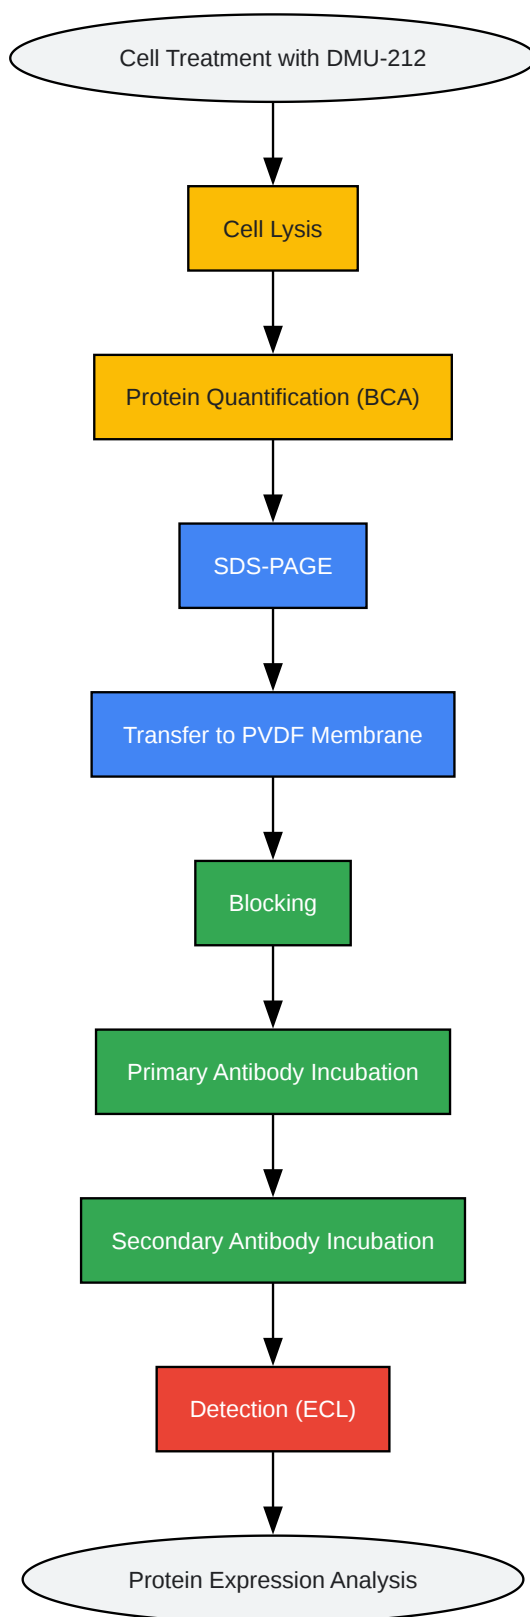 Cell Treatment with DMU-212
Cell Lysis
Protein Quantification (BCA)
SDS-PAGE
Transfer to PVDF Membrane
Blocking
Primary Antibody Incubation
Secondary Antibody Incubation
Detection (ECL)
Protein Expression Analysis